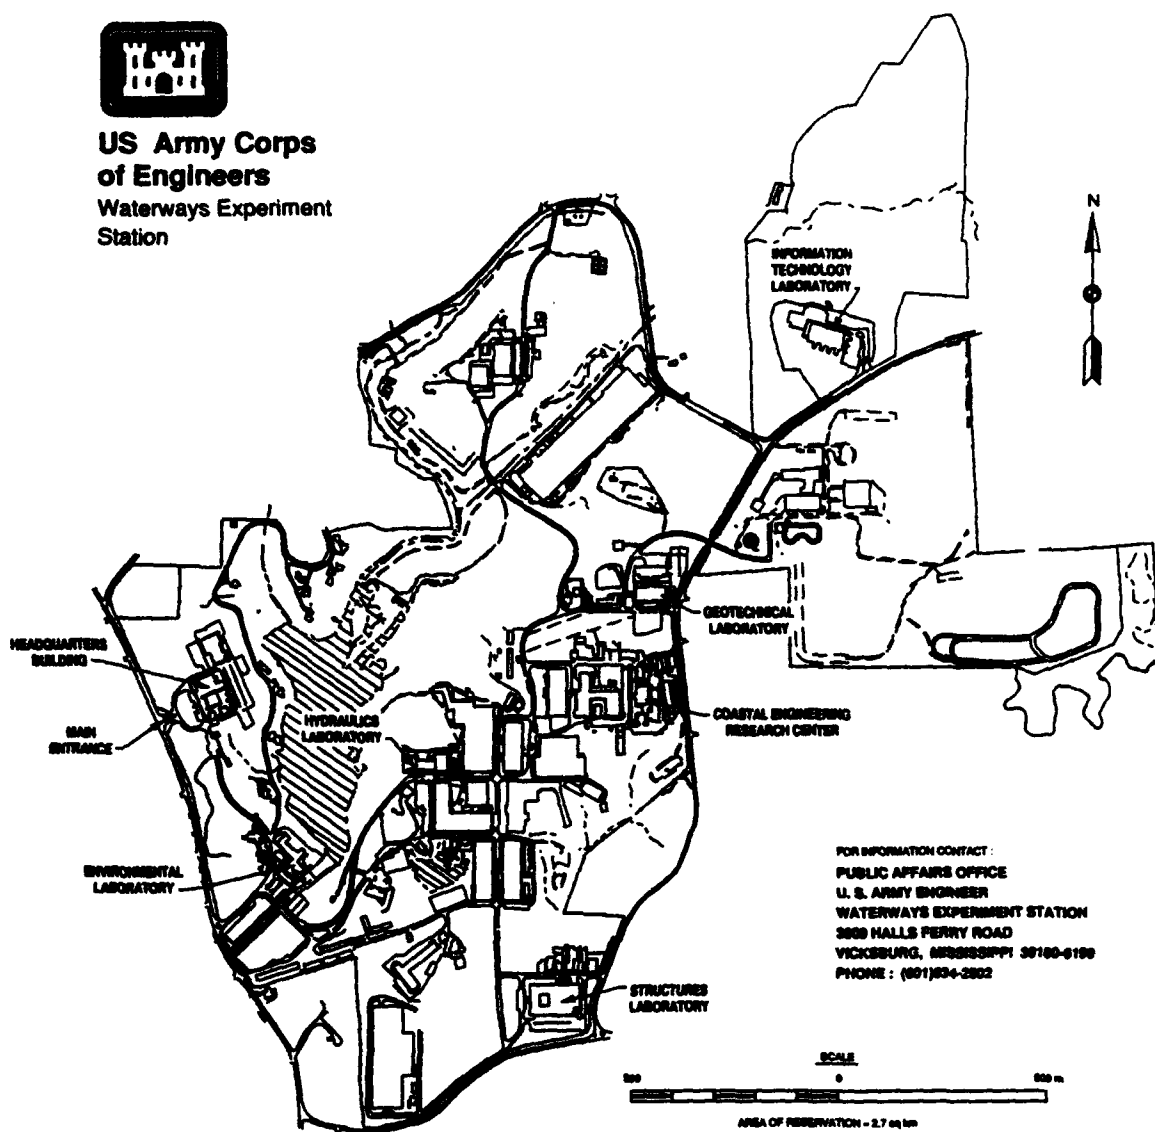 US Army Corps
of Engineers
Waterways Experiment
Station
N
INFORMATION
TECHNOLOGY
LABORATORY
GEOTECHNICAL
LABORATORY
HEADQUARTERS
BUILDING
MAIN
ENTRANCE
HYDRAULICS
LABORATORY
COASTAL ENGINEERING
RESEARCH CENTER
ENVIRONMENTAL
LABORATORY
STRUCTURES
LABORATORY
FOR INFORMATION CONTACT :
PUBLIC AFFAIRS OFFICE
U. S. ARMY ENGINEER
WATERWAYS EXPERIMENT STATION
HALLS FERRY ROAD
VICKSBURG, MISSISSIPPI
PHONE :
SCALE
0
m
AREA OF RESERVATION - 2.7 sq km